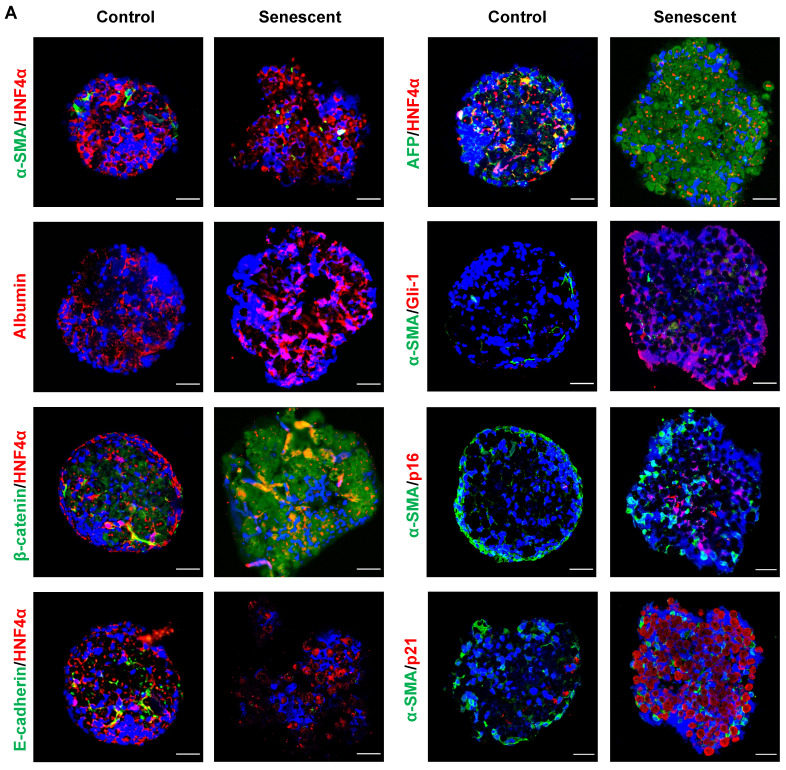 A
Control
Senescent
Control
Senescent
α-SMA/HNF4α
AFP/HNF4α
Albumin
α-SMA/Gli-1
β-catenin/HNF4α
α-SMA/p16
E-cadherin/HNF4α
α-SMA/p21